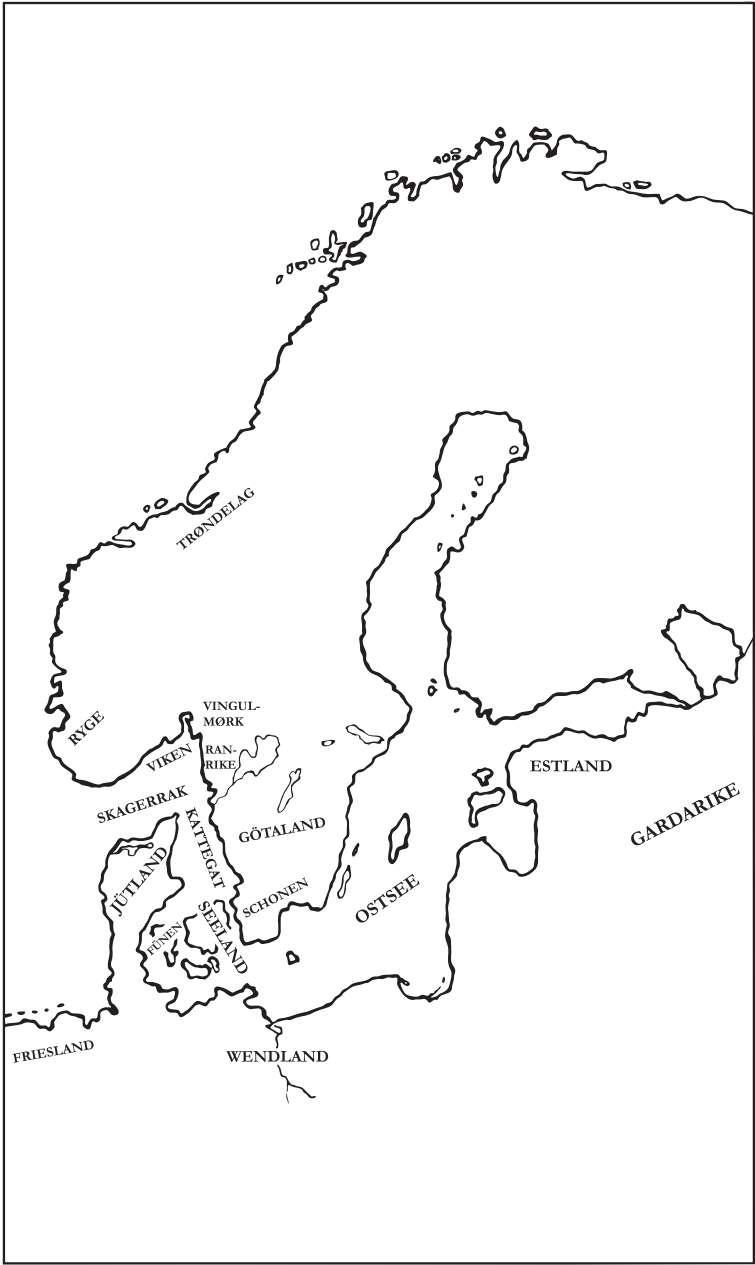 TRØNDELAG
RYGE
VINGUL-
MØRK
VIKEN
RAN-
RIKE
ESTLAND
SKAGERRAK
GARDARIKE
KATTEGAT
GÖTALAND
JÜTLAND
SCHONEN
OSTSEE
SEELAND
FÜNEN
FRIESLAND
WENDLAND